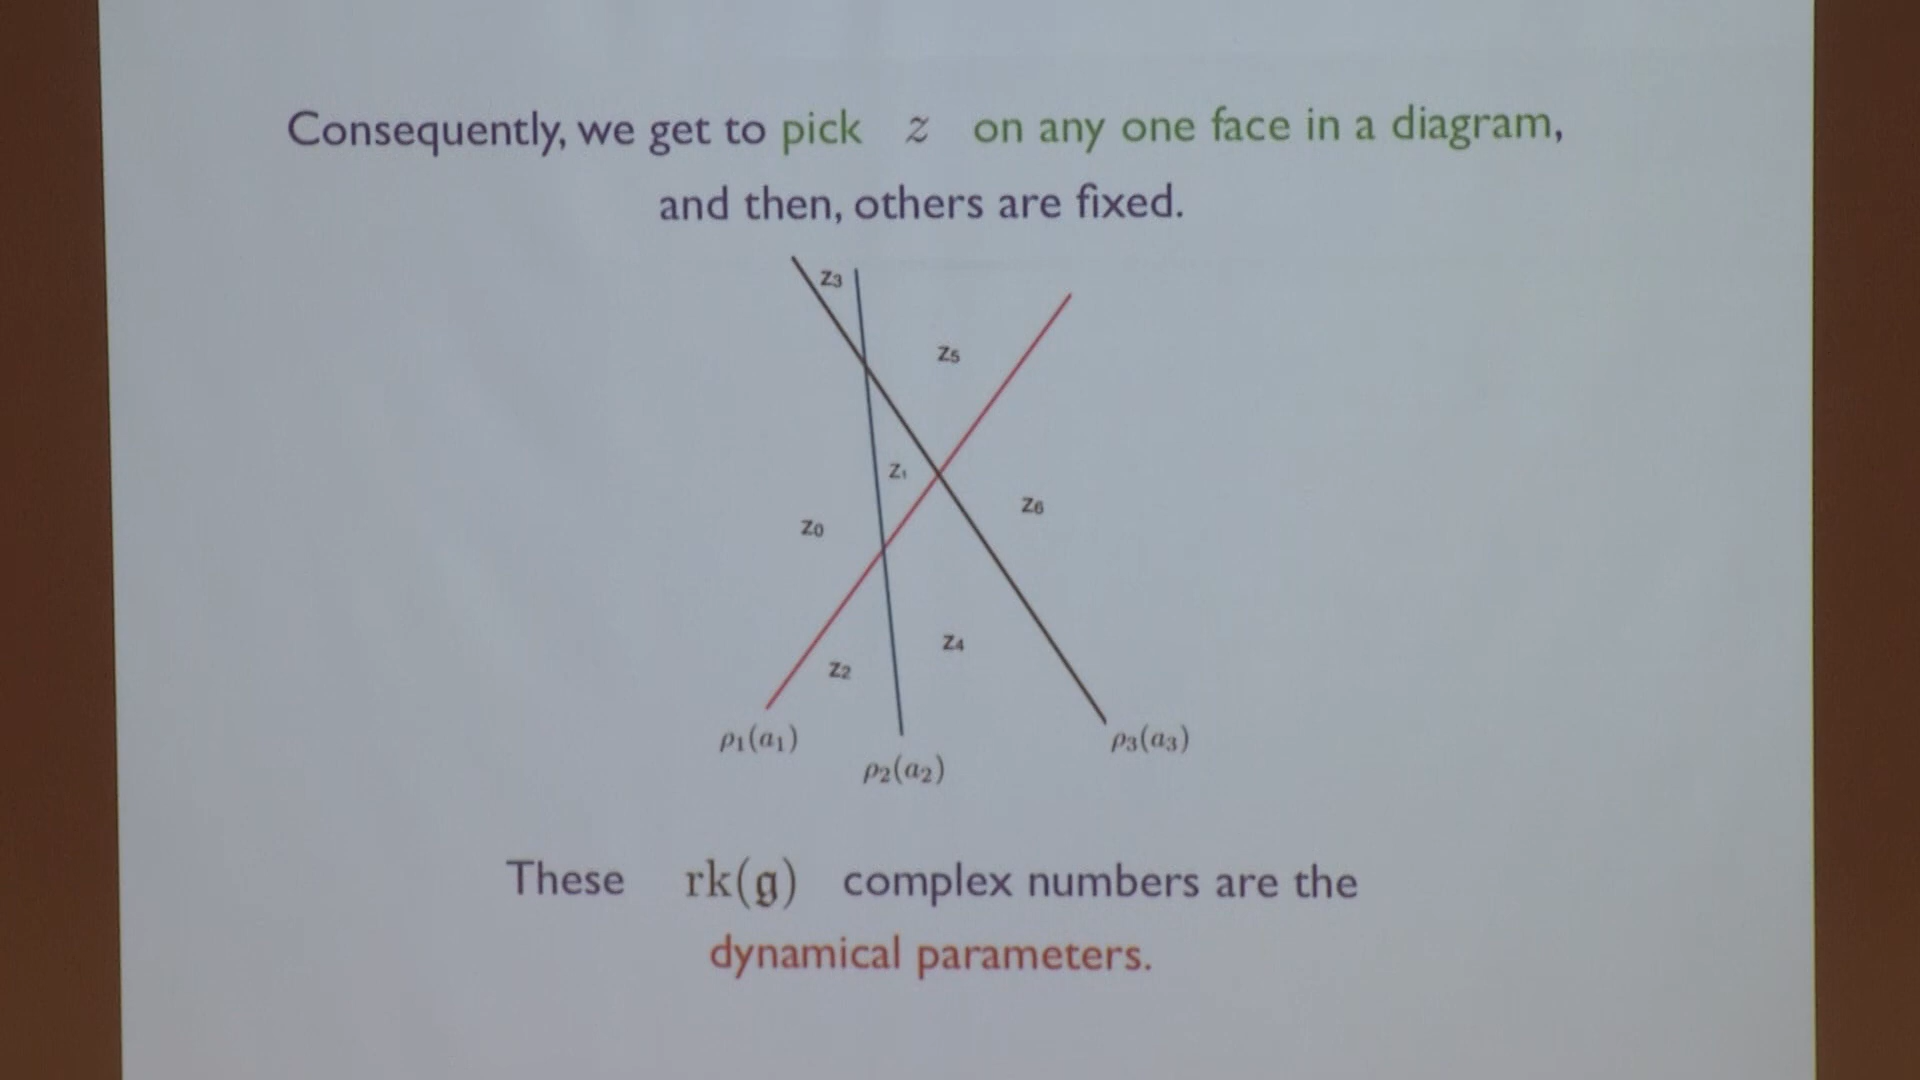 Consequently, we get to pick z on any one face in a diagram,
and then, others are fixed.
z₃
z₅
z₁
z₆
z₀
z₄
z₂
ρ₁(a₁)
ρ₃(a₃)
ρ₂(a₂)
These rk(𝔤) complex numbers are the
dynamical parameters.